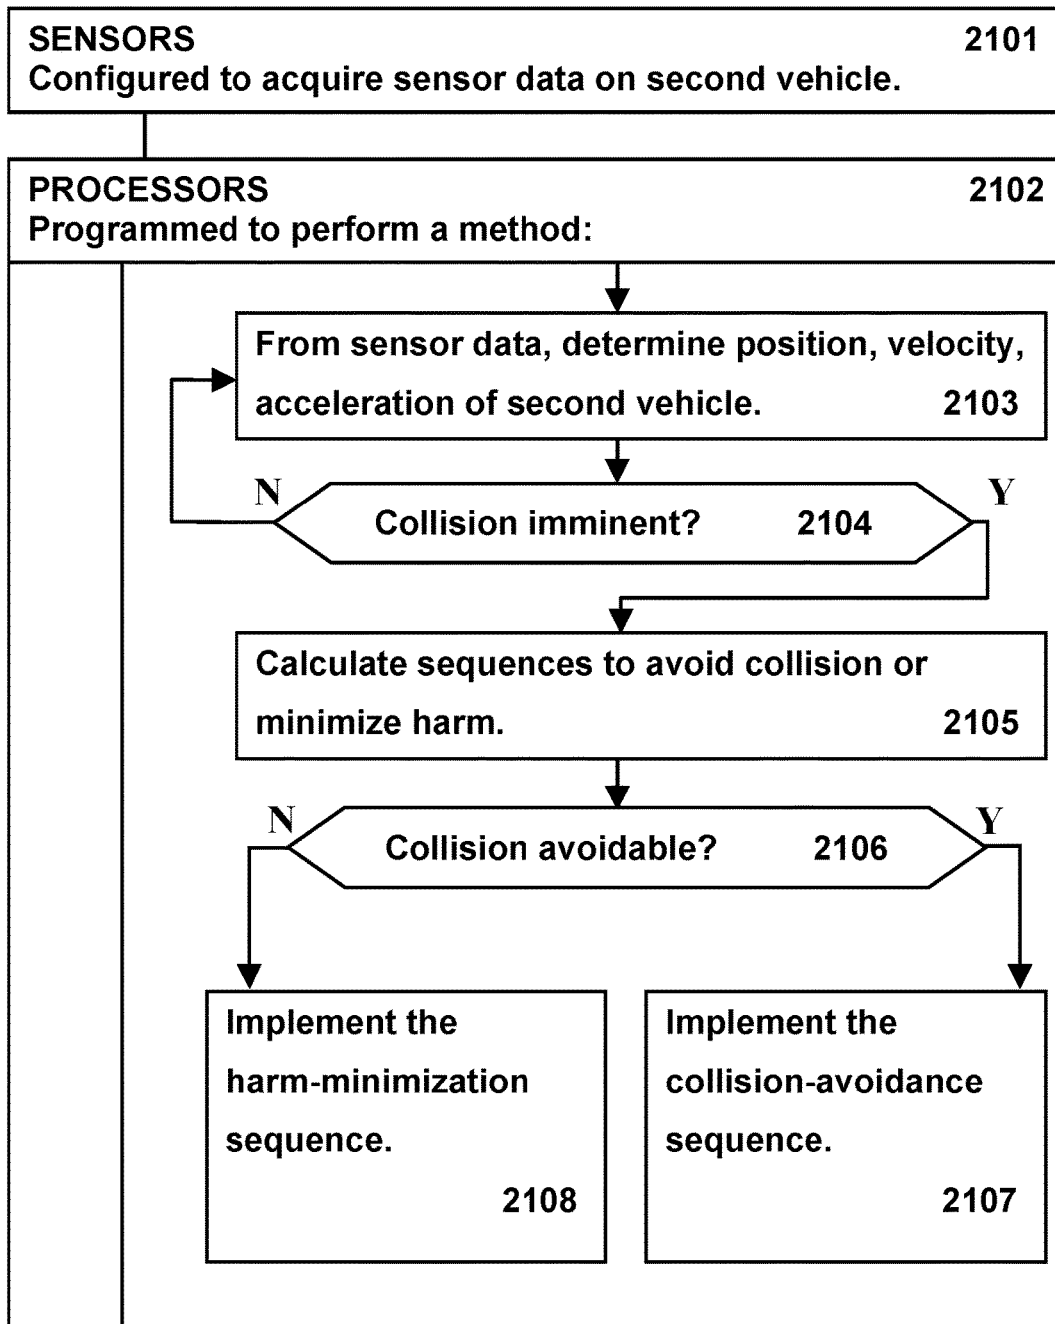 SENSORS 2101
Configured to acquire sensor data on second vehicle.
PROCESSORS 2102
Programmed to perform a method:
From sensor data, determine position, velocity,
acceleration of second vehicle. 2103
N Y
Collision imminent? 2104
Calculate sequences to avoid collision or
minimize harm. 2105
N Y
Collision avoidable? 2106
Implement the
harm-minimization
sequence.
2108
Implement the
collision-avoidance
sequence.
2107